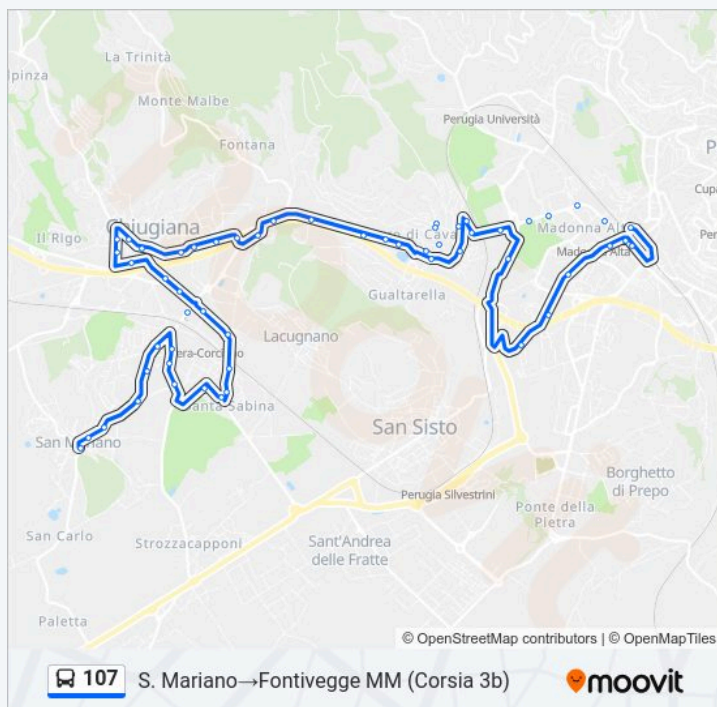 La Trinità
Monte Malbe
Perugia Università
Fontana
Il Rigo
Madonna Alta
Gualtarella
Lacugnano
San Sisto
San Mariano
Borghetto
di Prepo
Perugia Silvestrini
Ponte della
Pietra
San Carlo
Strozzacapponi
Sant'Andrea
delle Fratte
Paletta
© OpenStreetMap contributors | © OpenMapTiles
107 S. Mariano→Fontivegge MM (Corsia 3b)
moovit